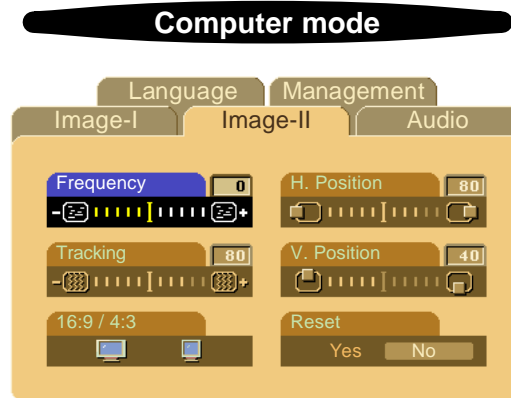 Computer mode
Language Management
Image-I Image-II Audio
Frequency 0 H. Position 80
- + 
Tracking 80 V. Position 40
- +
16:9 / 4:3 Reset
Yes No